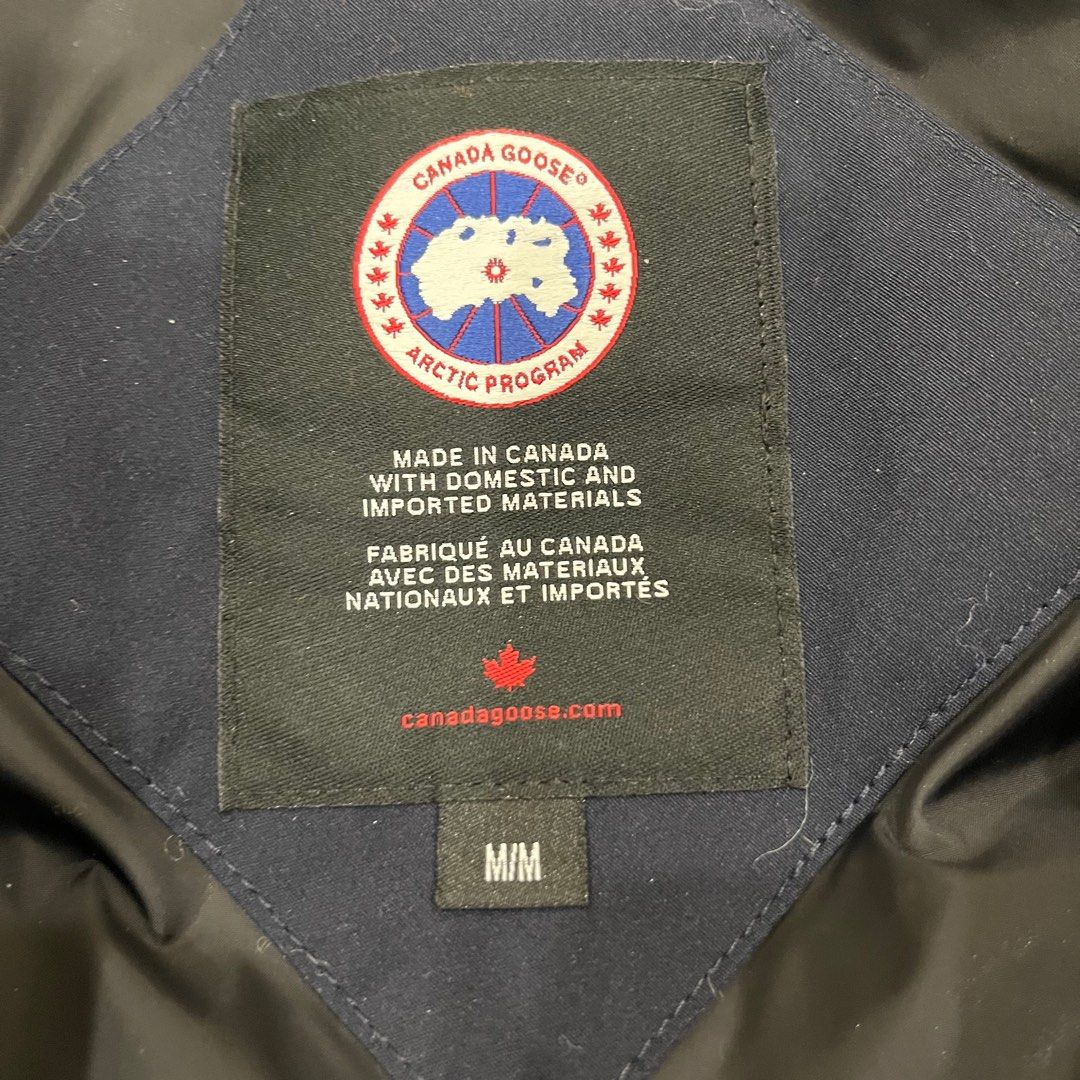 CANADA GOOSE®
ARCTIC PROGRAM
MADE IN CANADA
WITH DOMESTIC AND
IMPORTED MATERIALS
FABRIQUÉ AU CANADA
AVEC DES MATERIAUX
NATIONAUX ET IMPORTÉS
canadagoose.com
M/M